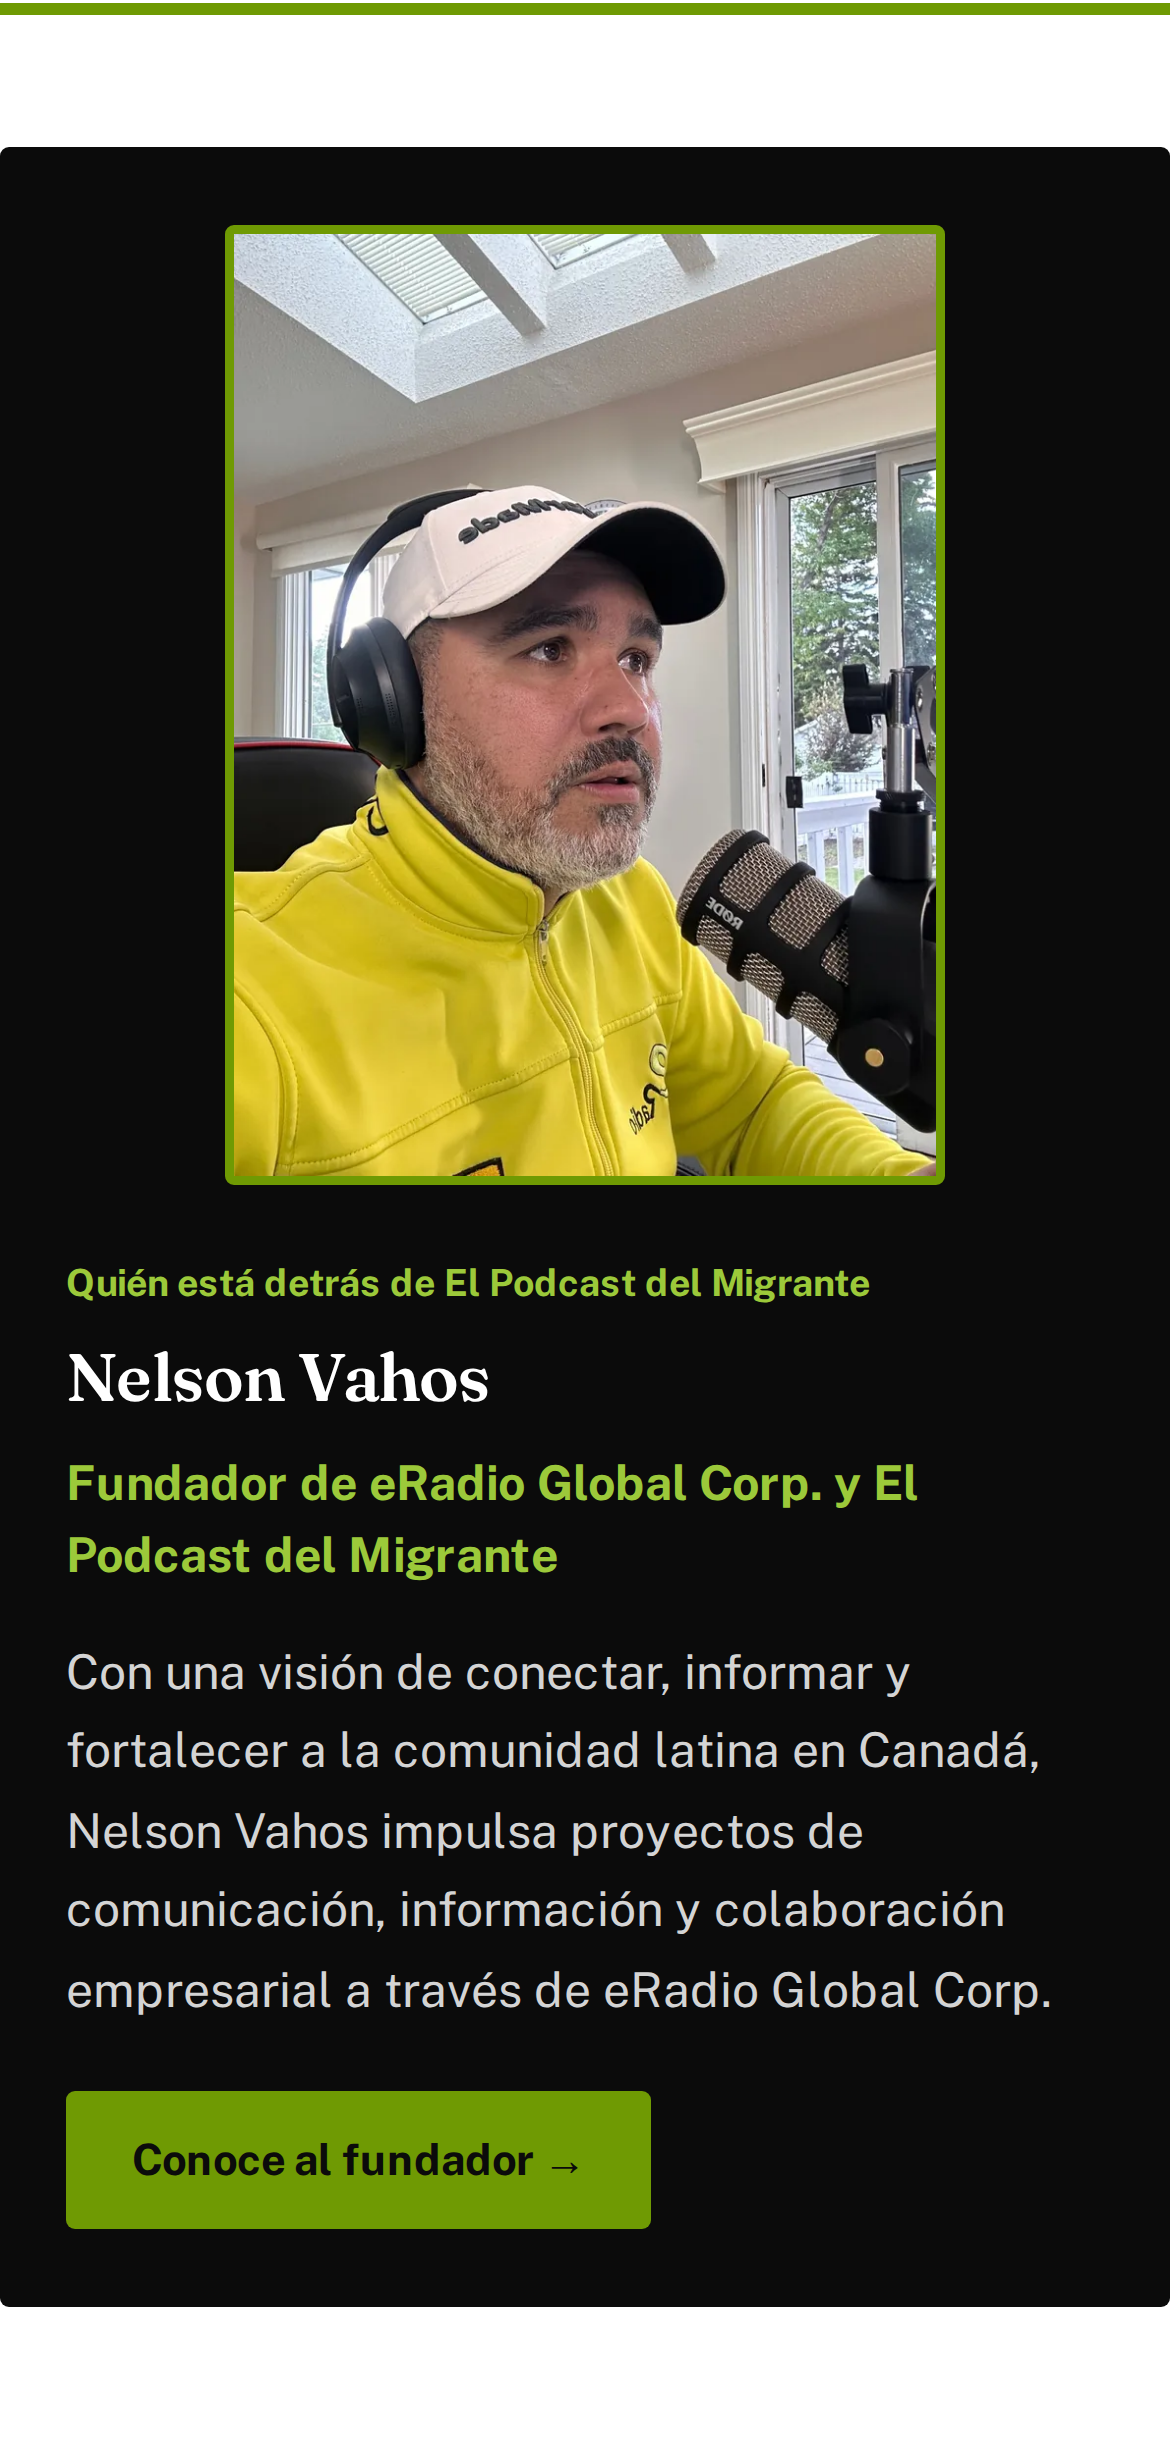 RØDE
Radio
Quién está detrás de El Podcast del Migrante
Nelson Vahos
Fundador de eRadio Global Corp. y El
Podcast del Migrante
Con una visión de conectar, informar y
fortalecer a la comunidad latina en Canadá,
Nelson Vahos impulsa proyectos de
comunicación, información y colaboración
empresarial a través de eRadio Global Corp.
Conoce al fundador →